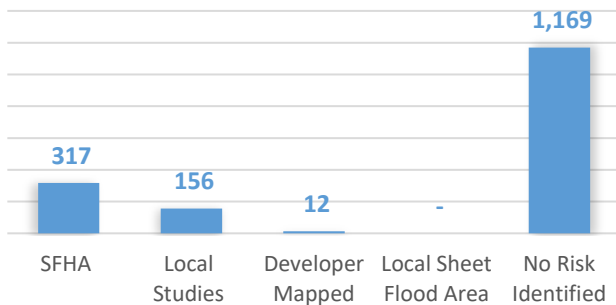 1,169
317
156
12
-
SFHA
Local
Studies
Developer
Mapped
Local Sheet
Flood Area
No Risk
Identified